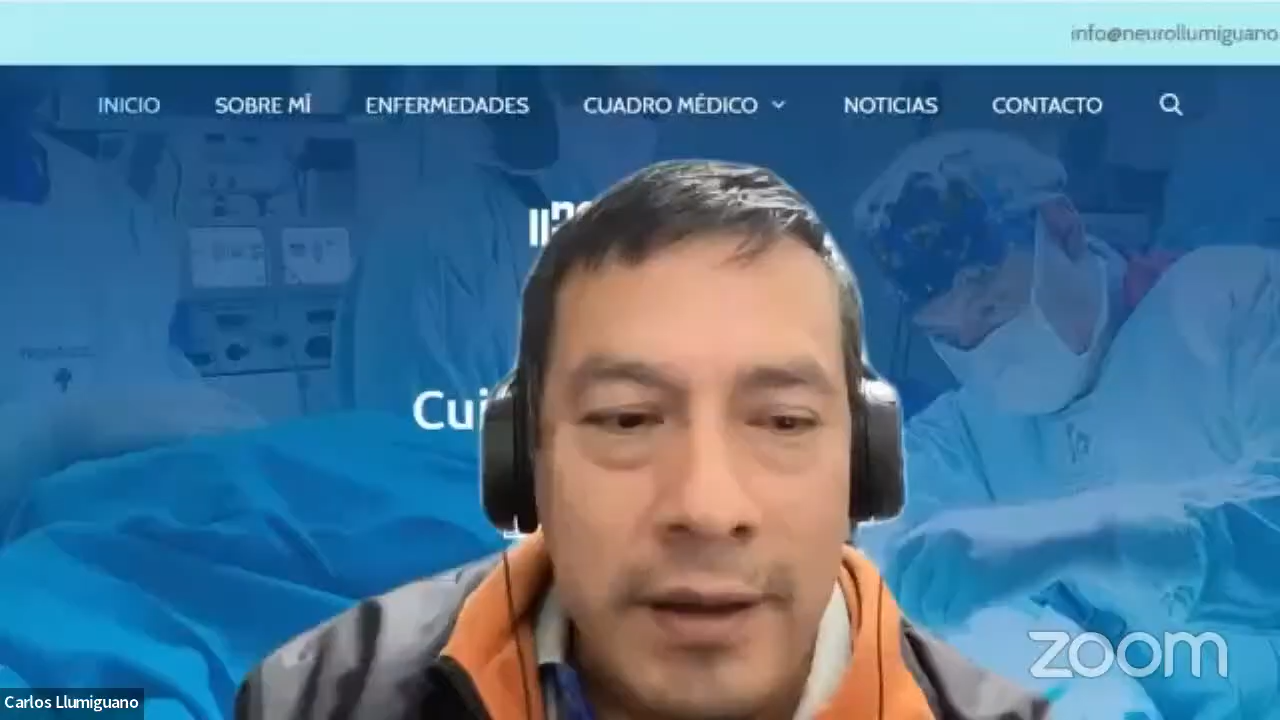 info@neurollumiguano
INICIO SOBRE MÍ ENFERMEDADES CUADRO MÉDICO NOTICIAS CONTACTO
Cui
zoom
Carlos Llumiguano